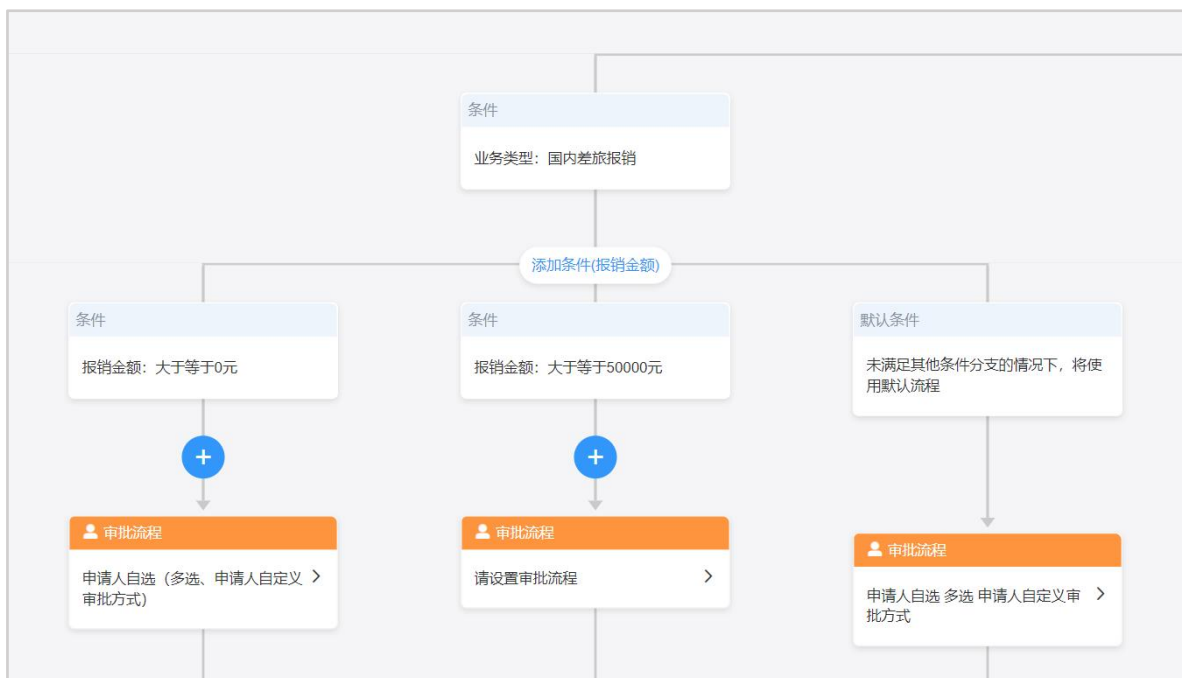 条件
业务类型：国内差旅报销
添加条件(报销金额)
条件
报销金额：大于等于0元
条件
报销金额：大于等于50000元
默认条件
未满足其他条件分支的情况下，将使
用默认流程
审批流程
申请人自选（多选、申请人自定义
审批方式）
审批流程
请设置审批流程
审批流程
申请人自选 多选 申请人自定义审
批方式